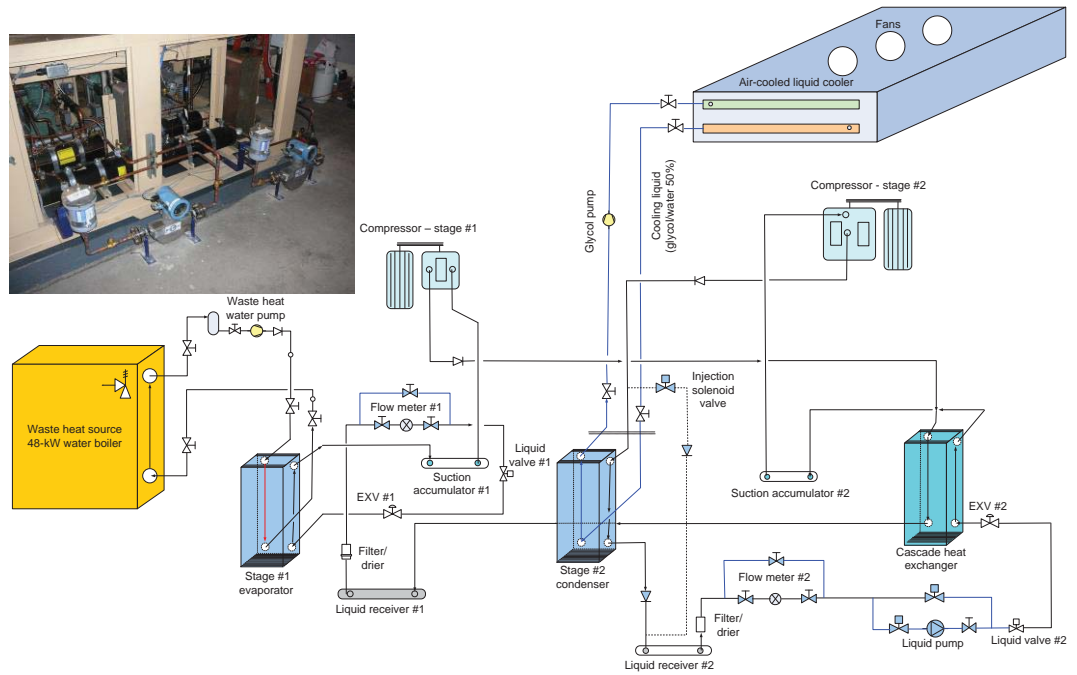 Fans
Air-cooled liquid cooler
Compressor - stage #2
Glycol pump
Cooling liquid
(glycol/water 50%)
Compressor – stage #1
Waste heat
water pump
Injection
solenoid
valve
Flow meter #1
Waste heat source
48-kW water boiler
Liquid
valve #1
Suction
accumulator #1
Suction accumulator #2
EXV #1
EXV #2
Filter/
drier
Stage #1
evaporator
Stage #2
condenser
Cascade heat
exchanger
Flow meter #2
Liquid receiver #1
Filter/
drier
Liquid pump
Liquid valve #2
Liquid receiver #2